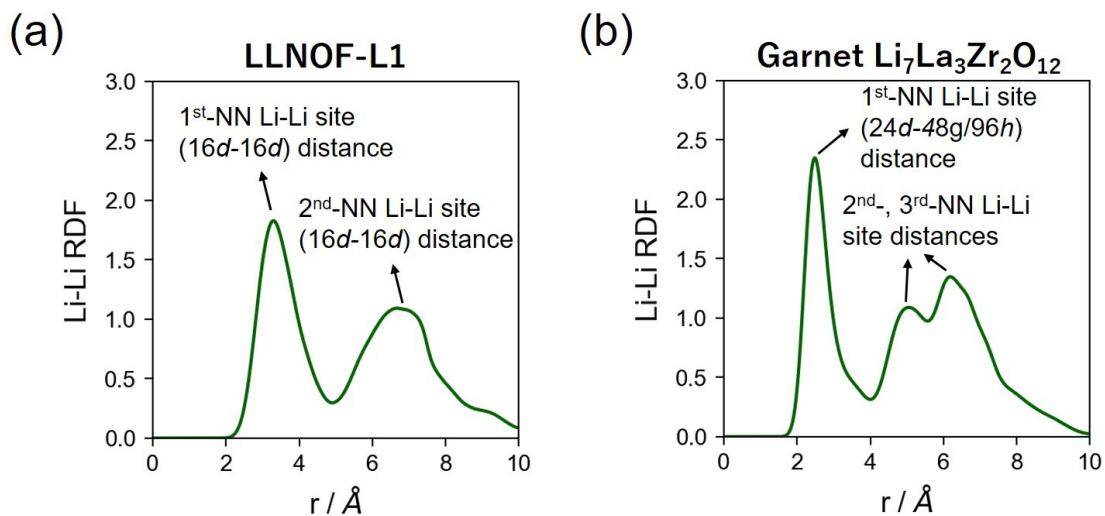 (a)
LLNOF-L1
3.0
2.5
2.0
1.5
1.0
0.5
0.0
Li-Li RDF
1st-NN Li-Li site
(16d-16d) distance
2nd-NN Li-Li site
(16d-16d) distance
0 2 4 6 8 10
r / Å
(b)
Garnet Li7La3Zr2O12
3.0
2.5
2.0
1.5
1.0
0.5
0.0
Li-Li RDF
1st-NN Li-Li site
(24d-48g/96h)
distance
2nd-, 3rd-NN Li-Li
site distances
0 2 4 6 8 10
r / Å